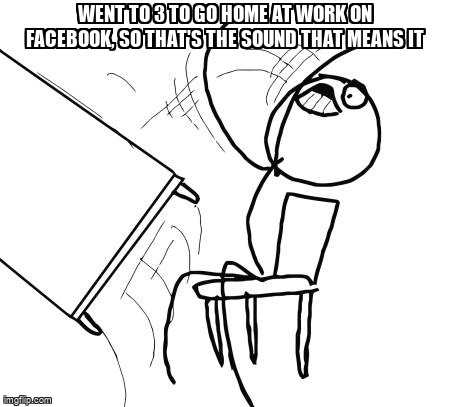 WENT TO 3 TO GO HOME AT WORK ON
FACEBOOK, SO THAT'S THE SOUND THAT MEANS IT
imgflip.com